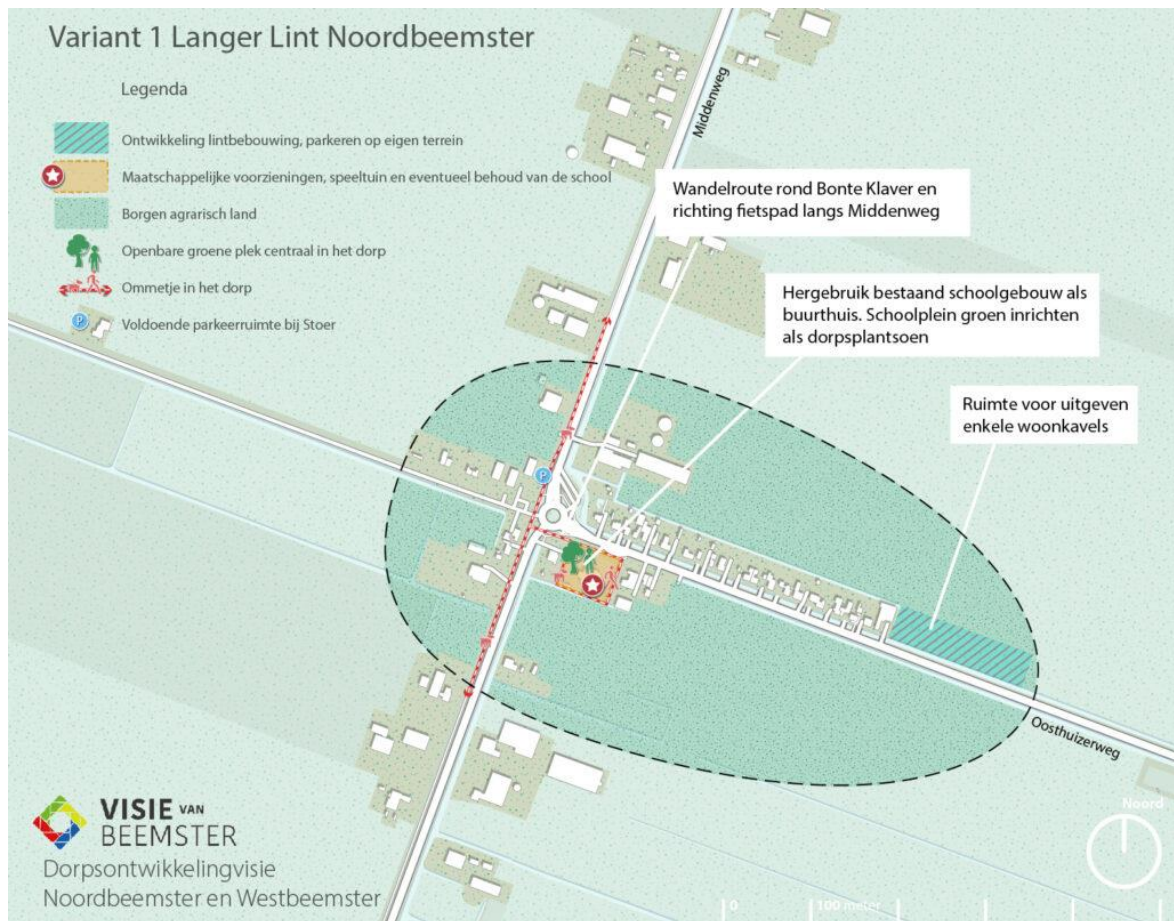 Variant 1 Langer Lint Noordbeemster
Legenda
Ontwikkeling lintbebouwing, parkeren op eigen terrein
Maatschappelijke voorzieningen, speeltuin en eventueel behoud van de school
Borgen agrarisch land
Openbare groene plek centraal in het dorp
Ommetje in het dorp
P
Voldoende parkeerruimte bij Stoer
Middenweg
Wandelroute rond Bonte Klaver en
richting fietspad langs Middenweg
Hergebruik bestaand schoolgebouw als
buurthuis. Schoolplein groen inrichten
als dorpsplantsoen
Ruimte voor uitgeven
enkele woonkavels
P
Oosthuizerweg
VISIE VAN
BEEMSTER
Dorpsontwikkelingvisie
Noordbeemster en Westbeemster
Noord
0 100 meter